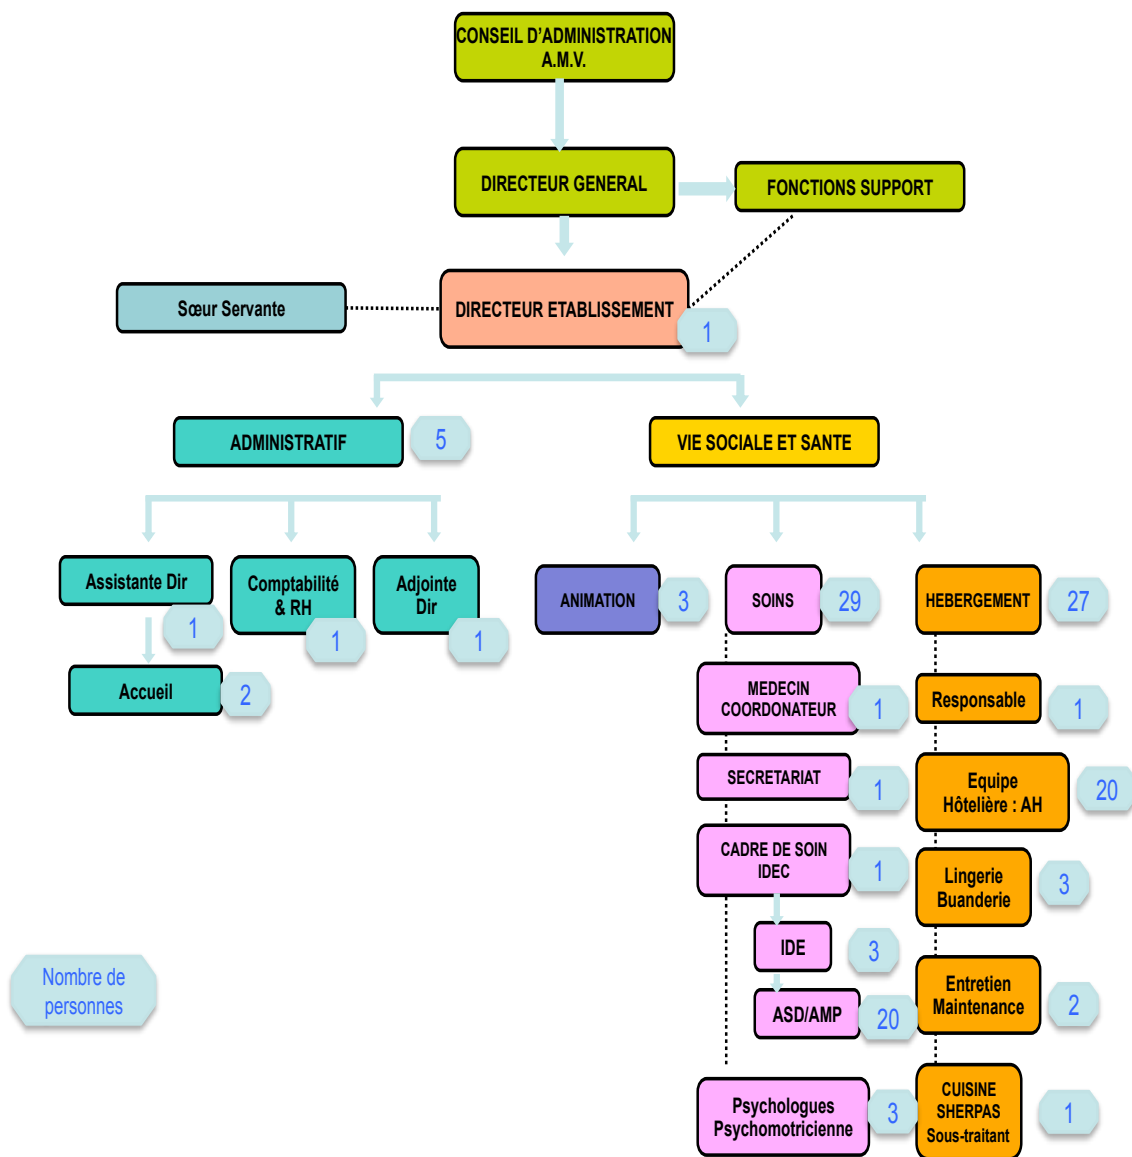 CONSEIL D'ADMINISTRATION
A.M.V.
DIRECTEUR GENERAL
FONCTIONS SUPPORT
Sœur Servante
DIRECTEUR ETABLISSEMENT
1
ADMINISTRATIF
5
VIE SOCIALE ET SANTE
Assistante Dir
1
Comptabilité
& RH
1
Adjointe
Dir
1
Accueil
2
ANIMATION
3
SOINS
29
HEBERGEMENT
27
MEDECIN
COORDONATEUR
1
Responsable
1
SECRETARIAT
1
Equipe
Hôtelière : AH
20
CADRE DE SOIN
IDEC
1
Lingerie
Buanderie
3
IDE
3
ASD/AMP
20
Entretien
Maintenance
2
Psychologues
Psychomotricienne
3
CUISINE
SHERPAS
Sous-traitant
1
Nombre de
personnes